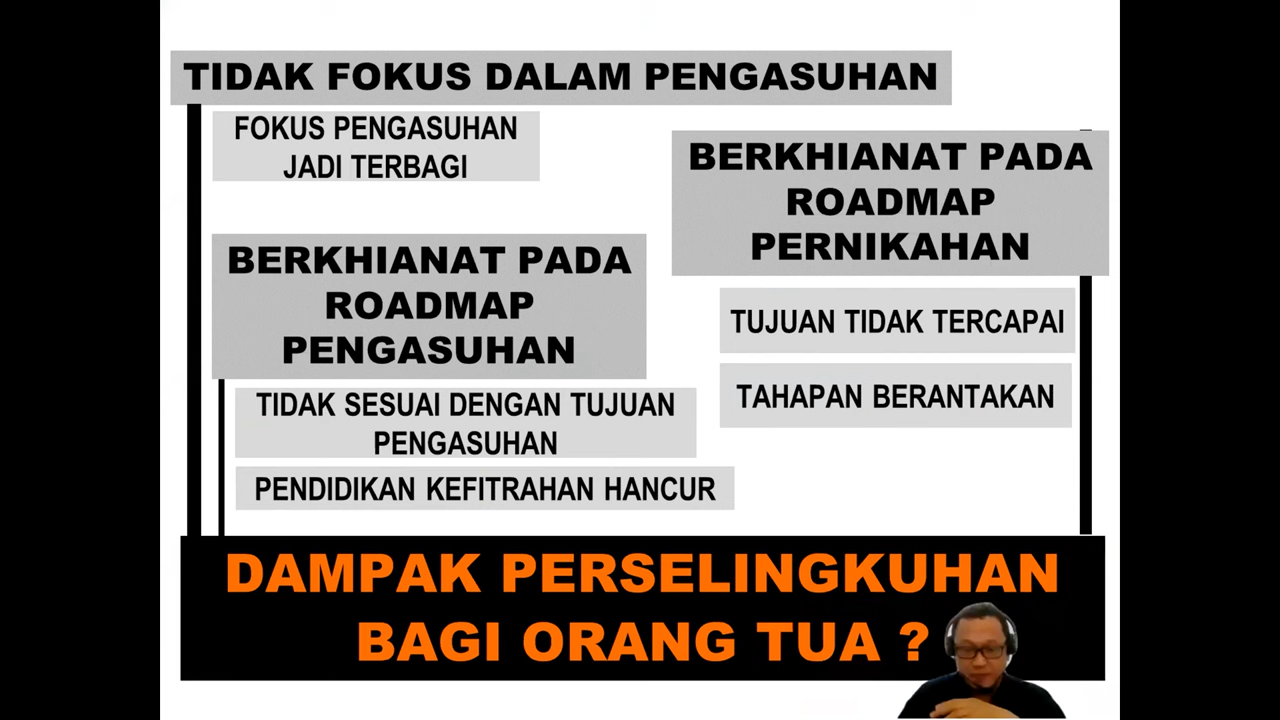 TIDAK FOKUS DALAM PENGASUHAN
FOKUS PENGASUHAN
JADI TERBAGI
BERKHIANAT PADA
ROADMAP
PERNIKAHAN
BERKHIANAT PADA
ROADMAP
PENGASUHAN
TUJUAN TIDAK TERCAPAI
TAHAPAN BERANTAKAN
TIDAK SESUAI DENGAN TUJUAN
PENGASUHAN
PENDIDIKAN KEFITRAHAN HANCUR
DAMPAK PERSELINGKUHAN
BAGI ORANG TUA ?